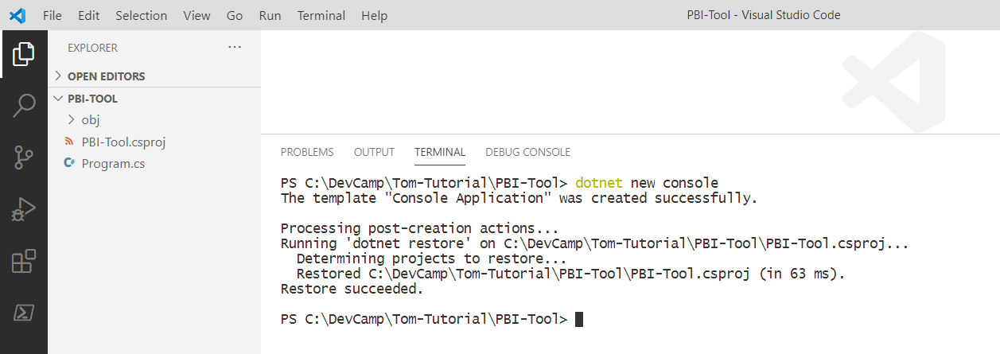 File Edit Selection View Go Run Terminal Help PBI-Tool - Visual Studio Code
EXPLORER ...
OPEN EDITORS
PBI-TOOL
obj
PBI-Tool.csproj
C# Program.cs
PROBLEMS OUTPUT TERMINAL DEBUG CONSOLE
PS C:\DevCamp\Tom-Tutorial\PBI-Tool> dotnet new console
The template "Console Application" was created successfully.
Processing post-creation actions...
Running 'dotnet restore' on C:\DevCamp\Tom-Tutorial\PBI-Tool\PBI-Tool.csproj...
Determining projects to restore...
Restored C:\DevCamp\Tom-Tutorial\PBI-Tool\PBI-Tool.csproj (in 63 ms).
Restore succeeded.
PS C:\DevCamp\Tom-Tutorial\PBI-Tool>